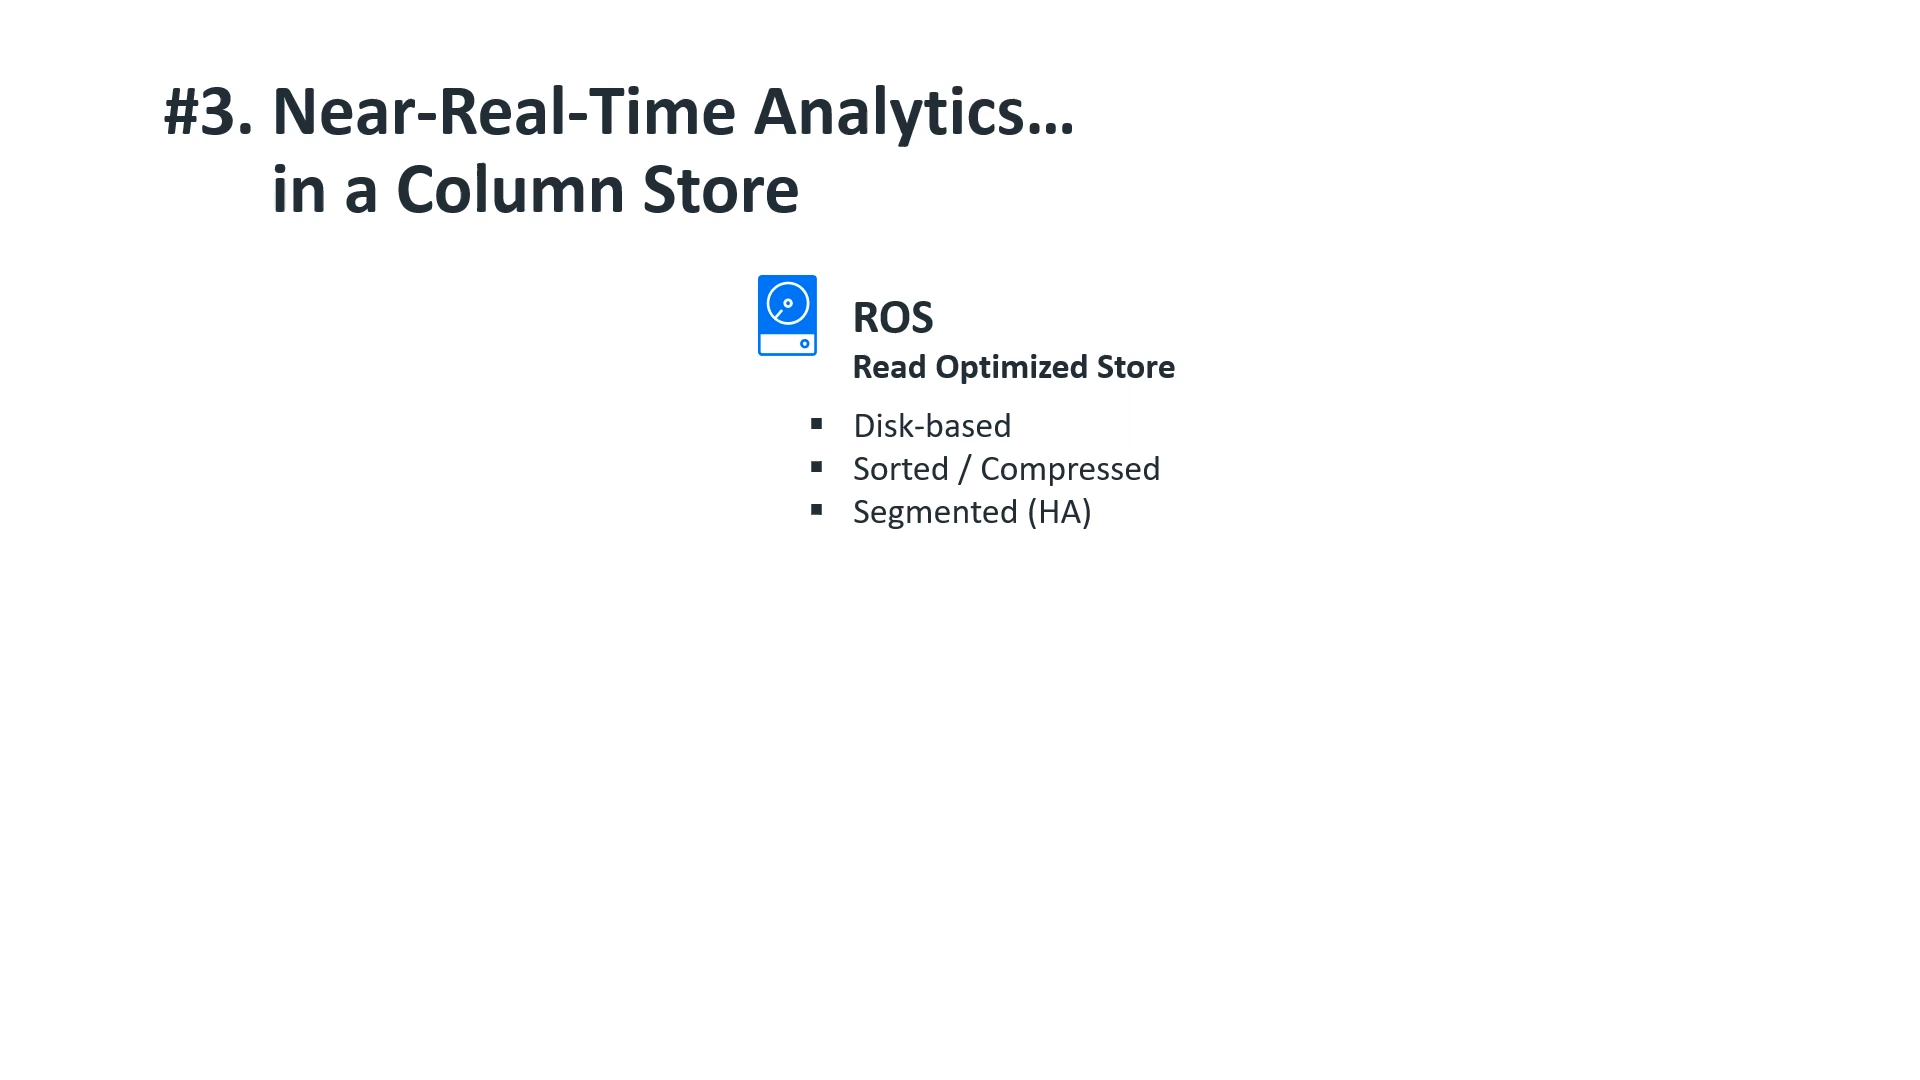 #3. Near-Real-Time Analytics...
in a Column Store
ROS
Read Optimized Store
▪ Disk-based
▪ Sorted / Compressed
▪ Segmented (HA)